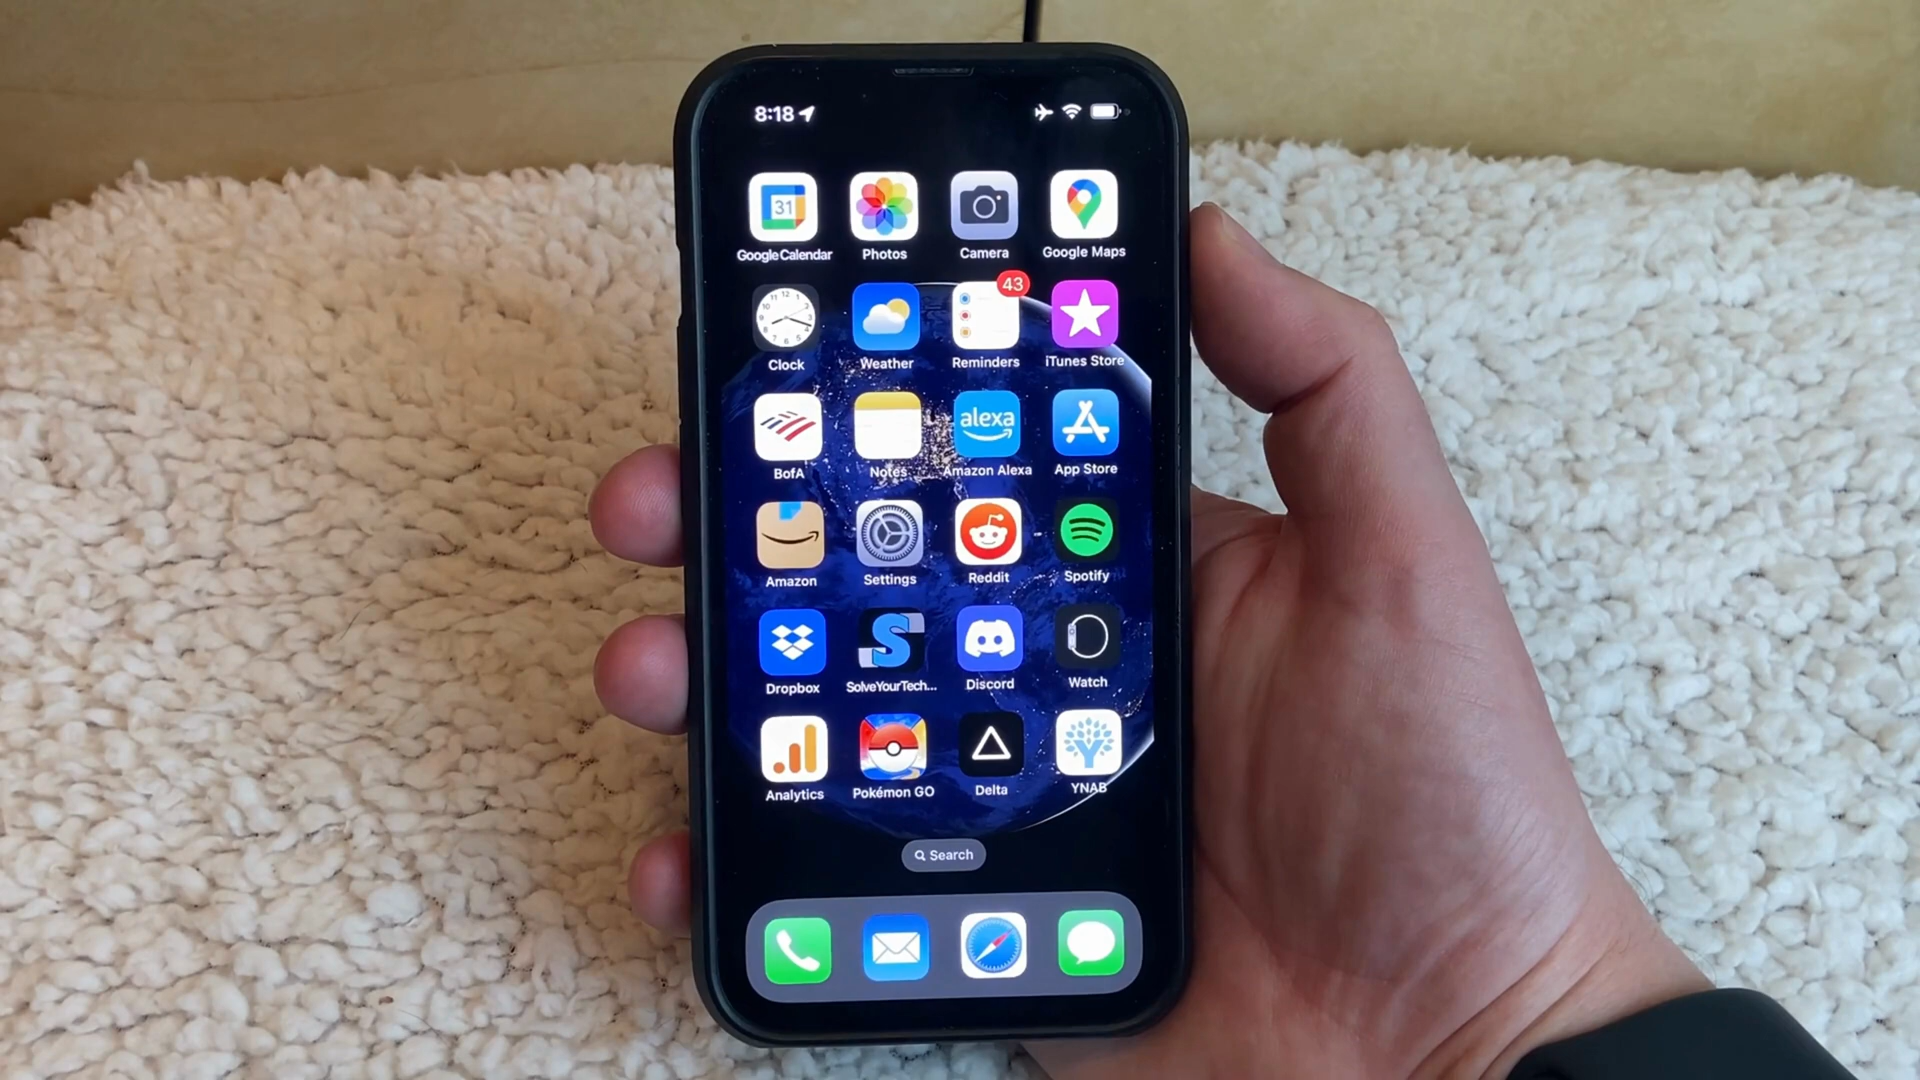 8:18
31
Google Calendar
Photos
Camera
Google Maps
43
Clock
Weather
Reminders
iTunes Store
alexa
BofA
Notes
Amazon Alexa
App Store
Amazon
Settings
Reddit
Spotify
S
Dropbox
SolveYourTech...
Discord
Watch
Analytics
Pokémon GO
Delta
YNAB
Search